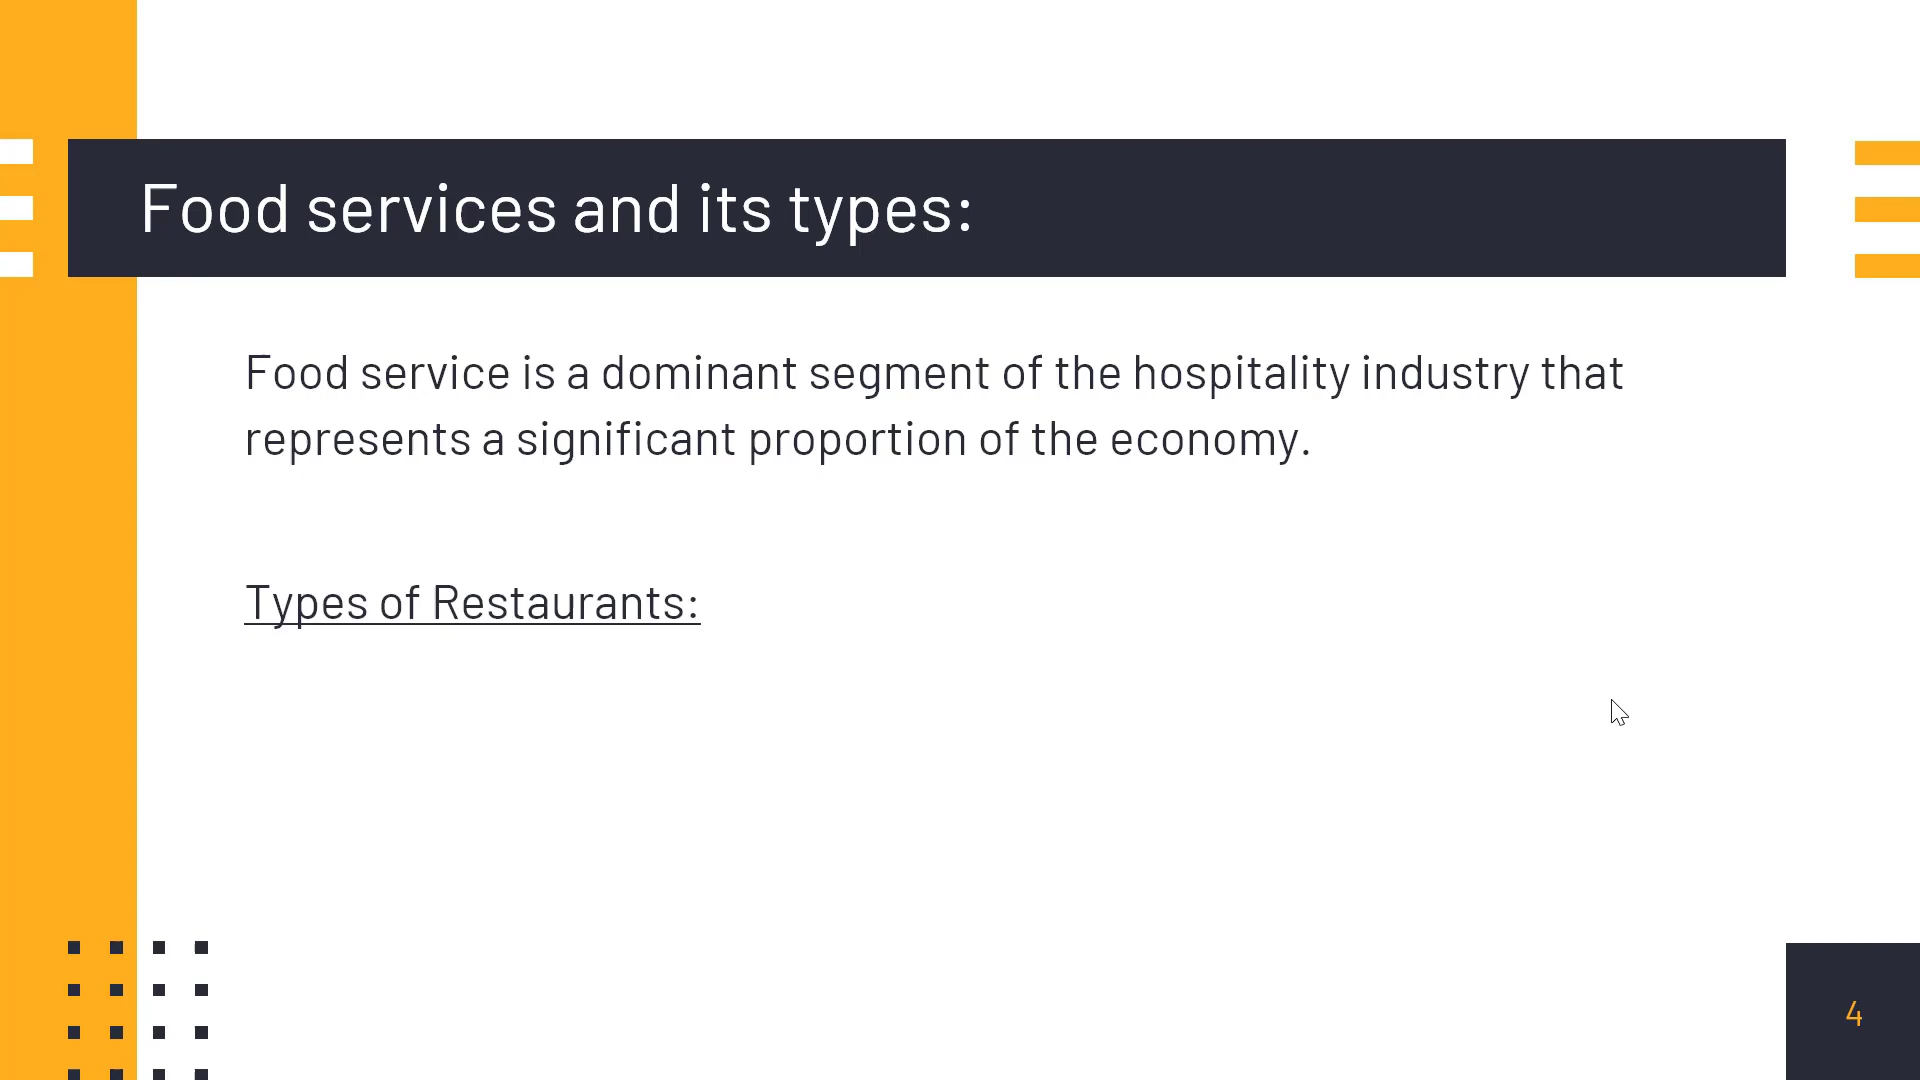 Food services and its types:
Food service is a dominant segment of the hospitality industry that
represents a significant proportion of the economy.
Types of Restaurants:
4